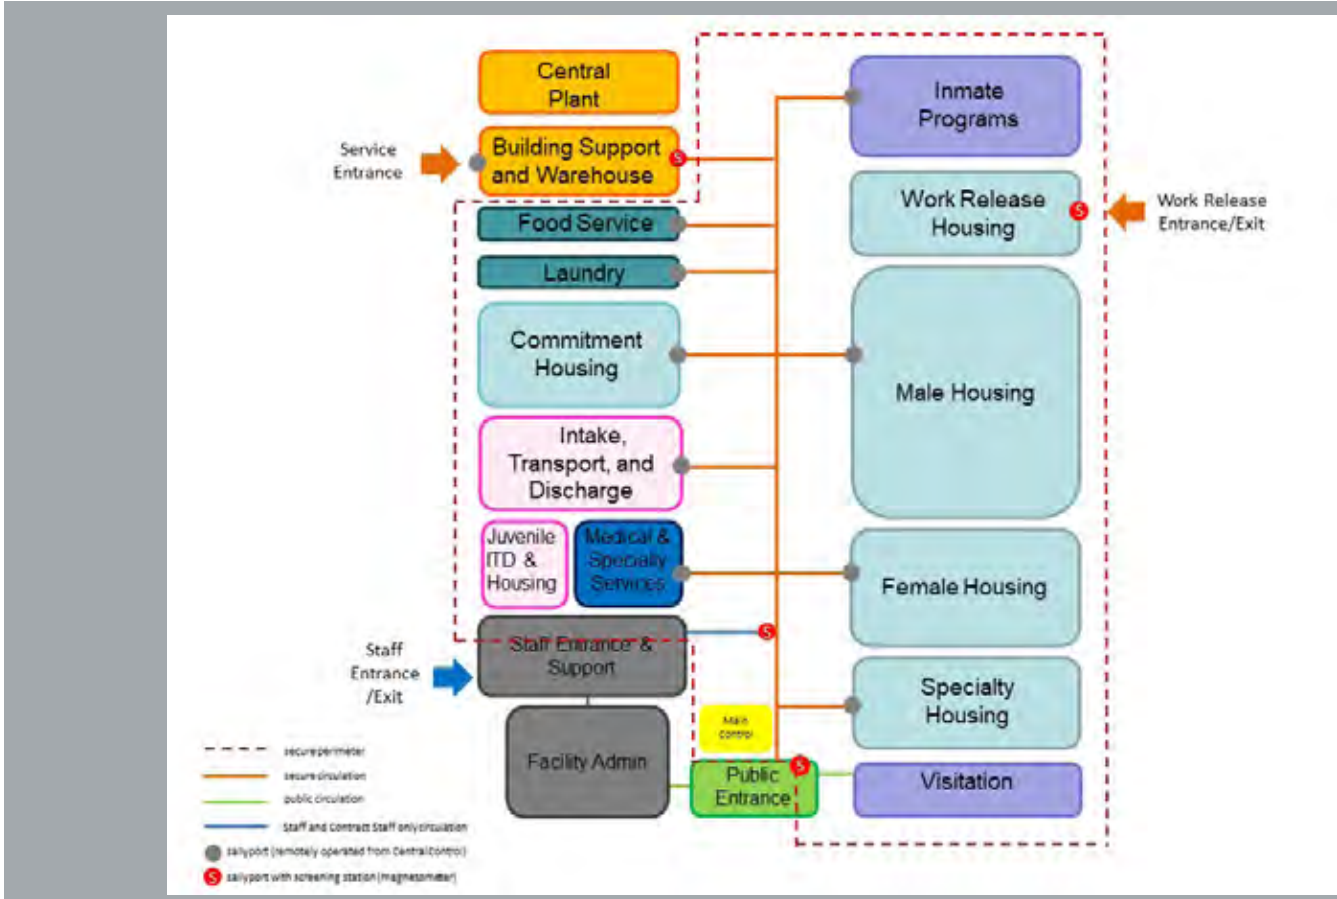 Central
Plant
Inmate
Programs
Service
Entrance
Building Support
and Warehouse
S
Work Release
Housing
S
Work Release
Entrance/Exit
Food Service
Laundry
Commitment
Housing
Male Housing
Intake,
Transport, and
Discharge
Juvenile
ITD &
Housing
Medical &
Specialty
Services
Female Housing
Staff
Entrance
/Exit
Staff Entrance &
Support
S
Specialty
Housing
Main
Control
Facility Admin
Public
Entrance
S
Visitation
secure perimeter
secure circulation
public circulation
Staff and Contract Staff only circulation
sallyport (remotely operated from Central Control)
S
sallyport with screening station (magnetometer)